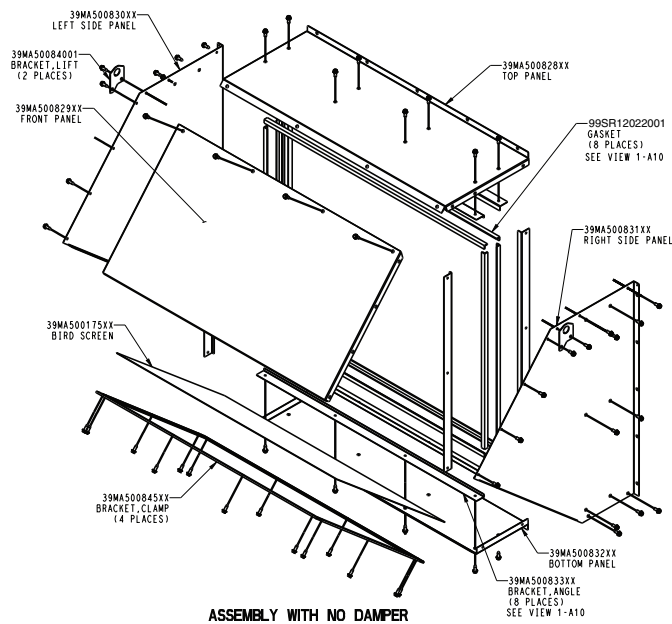 39MA500830XX
LEFT SIDE PANEL
39MA50084001
BRACKET,LIFT
(2 PLACES)
39MA500829XX
FRONT PANEL
39MA500828XX
TOP PANEL
99SR12022001
GASKET
(8 PLACES)
SEE VIEW 1-A10
39MA500831XX
RIGHT SIDE PANEL
39MA500175XX
BIRD SCREEN
39MA500845XX
BRACKET,CLAMP
(4 PLACES)
39MA500832XX
BOTTOM PANEL
39MA500833XX
BRACKET,ANGLE
(8 PLACES)
SEE VIEW 1-A10
ASSEMBLY WITH NO DAMPER